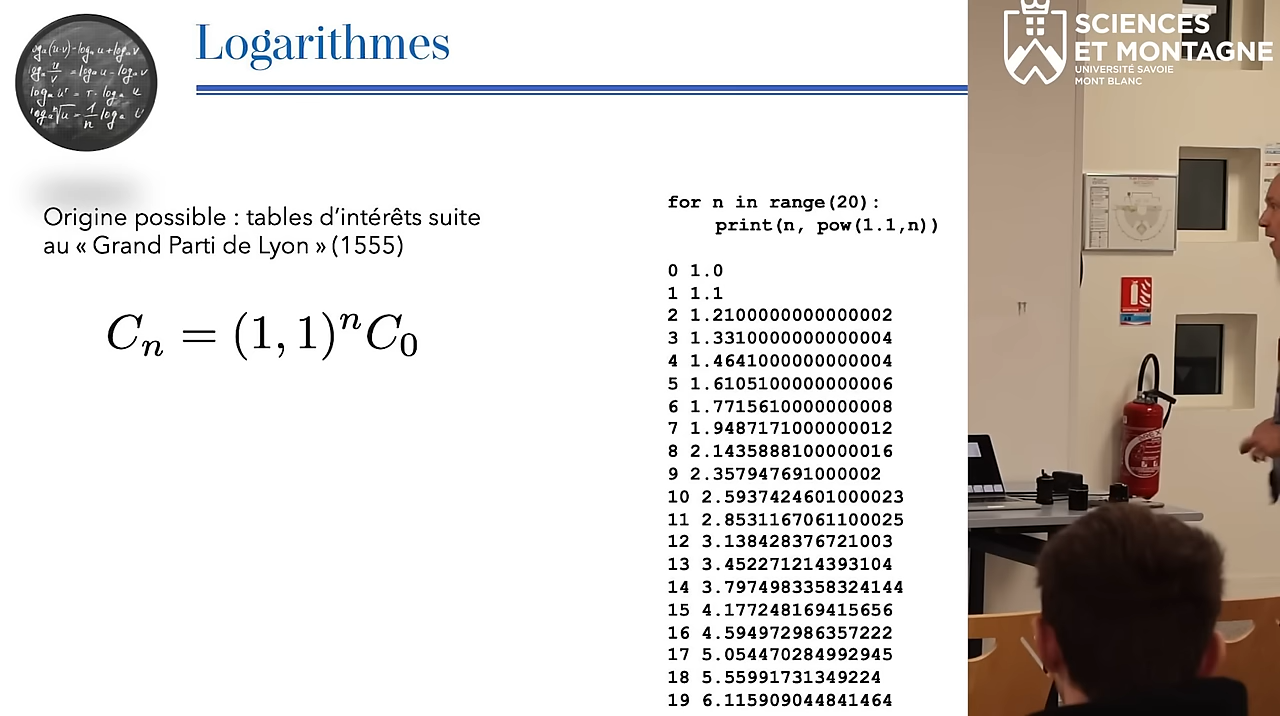 Logarithmes
Origine possible : tables d’intérêts suite
au « Grand Parti de Lyon » (1555)
C_n = (1, 1)^n C_0
for n in range(20):
print(n, pow(1.1,n))
0 1.0
1 1.1
2 1.2100000000000002
3 1.3310000000000004
4 1.4641000000000004
5 1.6105100000000006
6 1.7715610000000008
7 1.9487171000000012
8 2.1435888100000016
9 2.357947691000002
10 2.5937424601000023
11 2.8531167061100025
12 3.138428376721003
13 3.452271214393104
14 3.7974983358324144
15 4.177248169415656
16 4.594972986357222
17 5.054470284992945
18 5.55991731349224
19 6.115909044841464
SCIENCES
ET MONTAGNE
UNIVERSITÉ SAVOIE
MONT BLANC